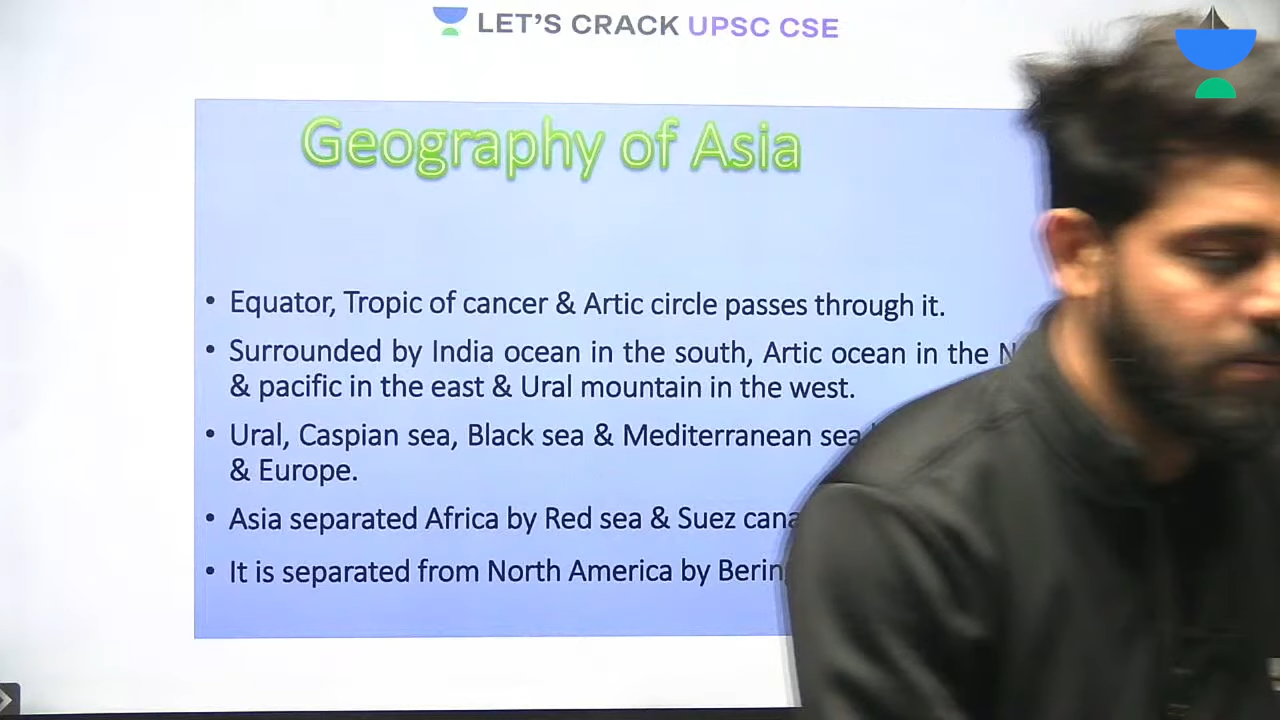 LET'S CRACK UPSC CSE
Geography of Asia
• Equator, Tropic of cancer & Artic circle passes through it.
• Surrounded by India ocean in the south, Artic ocean in the
& pacific in the east & Ural mountain in the west.
• Ural, Caspian sea, Black sea & Mediterranean sea
& Europe.
• Asia separated Africa by Red sea & Suez
• It is separated from North America by